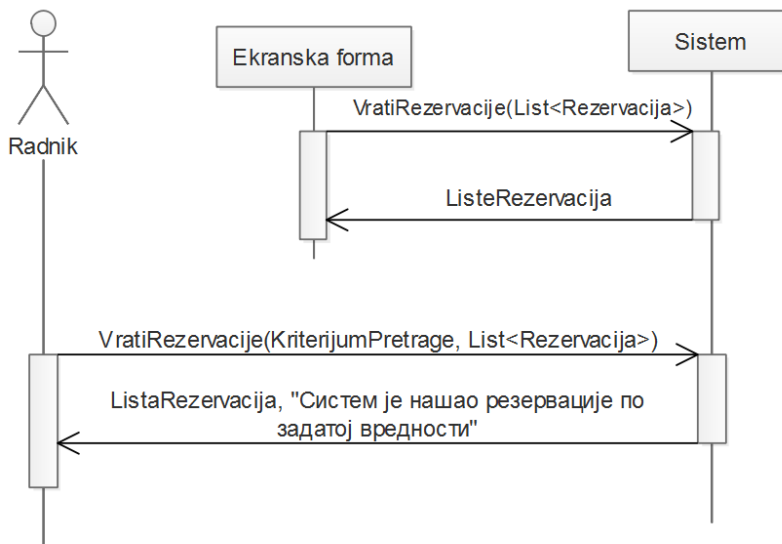 Ekranska forma
Sistem
Radnik
VratiRezervacije(List<Rezervacija>)
ListeRezervacija
VratiRezervacije(KriterijumPretrage, List<Rezervacija>)
ListaRezervacija, "Систем је нашао резервације по
задатој вредности"